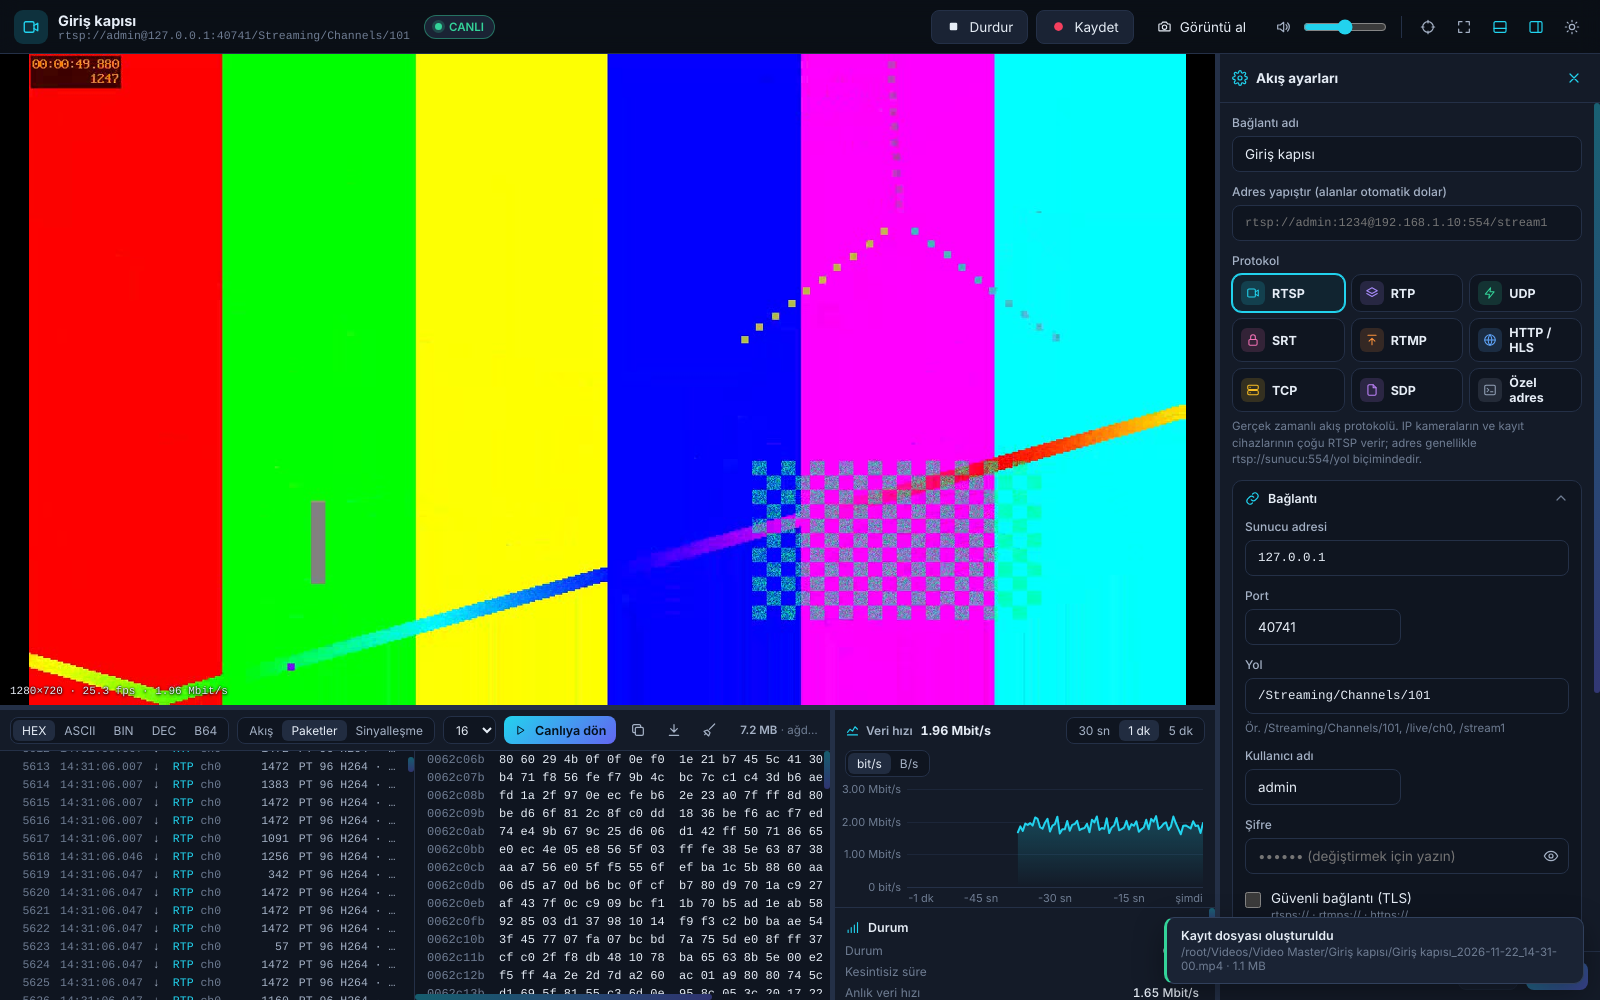 Giriş kapısı
rtsp://admin@127.0.0.1:40741/Streaming/Channels/101
CANLI
Durdur
Kaydet
Görüntü al
00:00:49.880
1247
1280×720 · 25.3 fps · 1.96 Mbit/s
Akış ayarları
Bağlantı adı
Giriş kapısı
Adres yapıştır (alanlar otomatik dolar)
rtsp://admin:1234@192.168.1.10:554/stream1
Protokol
RTSP
RTP
UDP
SRT
RTMP
HTTP /
HLS
TCP
SDP
Özel
adres
Gerçek zamanlı akış protokolü. IP kameraların ve kayıt
cihazlarının çoğu RTSP verir; adres genellikle
rtsp://sunucu:554/yol biçimindedir.
Bağlantı
Sunucu adresi
127.0.0.1
Port
40741
Yol
/Streaming/Channels/101
Ör. /Streaming/Channels/101, /live/ch0, /stream1
Kullanıcı adı
admin
Şifre
•••••• (değiştirmek için yazın)
Güvenli bağlantı (TLS)
rtsps:// · rtmps:// · https://
HEX ASCII BIN DEC B64
Akış Paketler Sinyalleşme
16
Canlıya dön
7.2 MB · ağd…
5613 14:31:06.007 ↓ RTP ch0 1472 PT 96 H264 · …
5614 14:31:06.007 ↓ RTP ch0 1383 PT 96 H264 · …
5615 14:31:06.007 ↓ RTP ch0 1472 PT 96 H264 · …
5616 14:31:06.007 ↓ RTP ch0 1472 PT 96 H264 · …
5617 14:31:06.007 ↓ RTP ch0 1091 PT 96 H264 · …
5618 14:31:06.046 ↓ RTP ch0 1256 PT 96 H264 · …
5619 14:31:06.047 ↓ RTP ch0 342 PT 96 H264 · …
5620 14:31:06.047 ↓ RTP ch0 1472 PT 96 H264 · …
5621 14:31:06.047 ↓ RTP ch0 1472 PT 96 H264 · …
5622 14:31:06.047 ↓ RTP ch0 1472 PT 96 H264 · …
5623 14:31:06.047 ↓ RTP ch0 57 PT 96 H264 · …
5624 14:31:06.047 ↓ RTP ch0 1472 PT 96 H264 · …
5625 14:31:06.047 ↓ RTP ch0 1472 PT 96 H264 · …
0062c06b 80 60 29 4b 0f 0f 0e f0 1e 21 b7 45 5c 41 30
0062c07b b4 71 f8 56 fe f7 9b 4c bc 7c c1 c4 3d b6 ae
0062c08b fd 1a 2f 97 0e ec fe b6 2e 23 a0 7f ff 8d 80
0062c09b be d6 6f 81 2c 8f c0 dd 18 36 be f6 ac f7 ed
0062c0ab 74 e4 9b 67 9c 25 d6 06 d1 42 ff 50 71 86 65
0062c0bb e0 ec 4e 05 e8 56 5f 03 ff fe 38 5e 63 87 38
0062c0cb aa a7 56 e0 5f f5 55 6f ef ba 1c 5b 88 60 aa
0062c0db 06 d5 a7 0d b6 bc 0f cf b7 80 d9 70 1a c9 27
0062c0eb af 43 7f 0c c9 09 bc f1 1b 70 b5 ad 1e ab 58
0062c0fb 92 85 03 d1 37 98 10 14 f9 f3 c2 b0 ba ae 54
0062c10b 3f 45 77 07 fa 07 bc bd 7a 75 5d de 8f ff 37
0062c11b cf c0 2f f8 db 48 10 78 ba 65 63 8b 5e 00 e2
0062c12b f5 ff 4a 2e 2d 7d a2 60 ac 01 a9 80 80 74 5c
0062c13b d1 69 5f 81 55 c3 6d 0e 95 8c 05 3c 20 17 22
Veri hızı 1.96 Mbit/s
30 sn 1 dk 5 dk
bit/s B/s
3.00 Mbit/s
2.00 Mbit/s
1.00 Mbit/s
0 bit/s
-1 dk -45 sn -30 sn -15 sn şimdi
Durum
Durum
Kesintisiz süre
Anlık veri hızı 1.65 Mbit/s
Kayıt dosyası oluşturuldu
/root/Videos/Video Master/Giriş kapısı/Giriş kapısı_2026-11-22_14-31-
00.mp4 · 1.1 MB